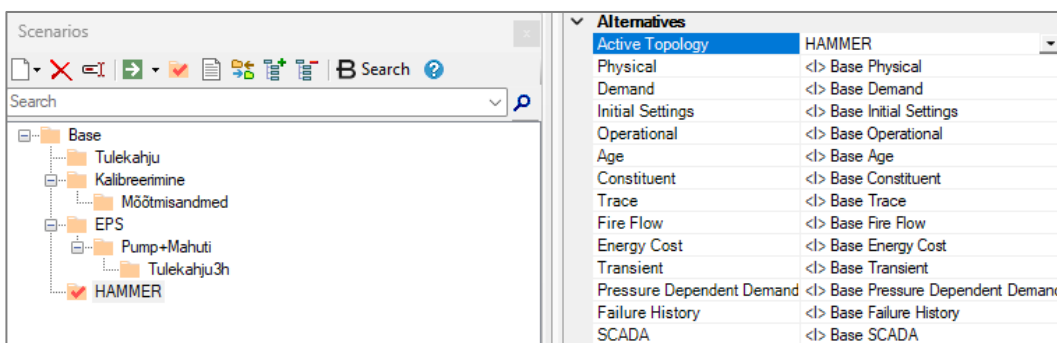 Scenarios
Search
Search
Base
Tulekahju
Kalibreerimine
Mõõtmisandmed
EPS
Pump+Mahuti
Tulekahju3h
HAMMER
Alternatives
Active Topology HAMMER
Physical <I> Base Physical
Demand <I> Base Demand
Initial Settings <I> Base Initial Settings
Operational <I> Base Operational
Age <I> Base Age
Constituent <I> Base Constituent
Trace <I> Base Trace
Fire Flow <I> Base Fire Flow
Energy Cost <I> Base Energy Cost
Transient <I> Base Transient
Pressure Dependent Demand <I> Base Pressure Dependent Demand
Failure History <I> Base Failure History
SCADA <I> Base SCADA